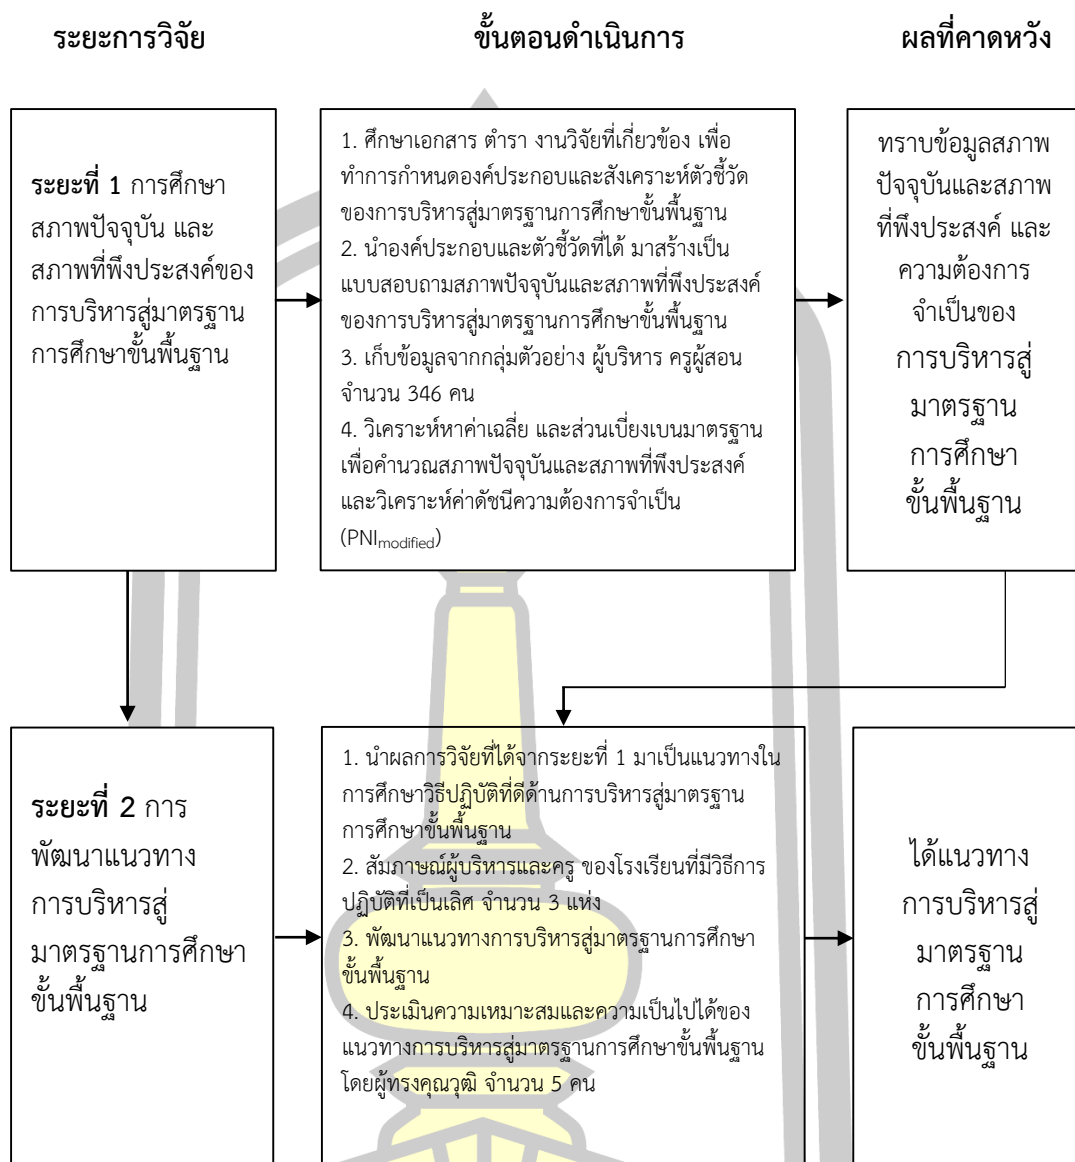 ระยะการวิจัย
ขั้นตอนดำเนินการ
ผลที่คาดหวัง
ระยะที่ 1 การศึกษา
สภาพปัจจุบัน และ
สภาพที่พึงประสงค์ของ
การบริหารสู่มาตรฐาน
การศึกษาขั้นพื้นฐาน
1. ศึกษาเอกสาร ตำรา งานวิจัยที่เกี่ยวข้อง เพื่อ
ทำการกำหนดองค์ประกอบและสังเคราะห์ตัวชี้วัด
ของการบริหารสู่มาตรฐานการศึกษาขั้นพื้นฐาน
2. นำองค์ประกอบและตัวชี้วัดที่ได้ มาสร้างเป็น
แบบสอบถามสภาพปัจจุบันและสภาพที่พึงประสงค์
ของการบริหารสู่มาตรฐานการศึกษาขั้นพื้นฐาน
3. เก็บข้อมูลจากกลุ่มตัวอย่าง ผู้บริหาร ครูผู้สอน
จำนวน 346 คน
4. วิเคราะห์หาค่าเฉลี่ย และส่วนเบี่ยงเบนมาตรฐาน
เพื่อคำนวณสภาพปัจจุบันและสภาพที่พึงประสงค์
และวิเคราะห์ค่าดัชนีความต้องการจำเป็น
(PNImodified)
ทราบข้อมูลสภาพ
ปัจจุบันและสภาพ
ที่พึงประสงค์ และ
ความต้องการ
จำเป็นของ
การบริหารสู่
มาตรฐาน
การศึกษา
ขั้นพื้นฐาน
ระยะที่ 2 การ
พัฒนาแนวทาง
การบริหารสู่
มาตรฐานการศึกษา
ขั้นพื้นฐาน
1. นำผลการวิจัยที่ได้จากระยะที่ 1 มาเป็นแนวทางใน
การศึกษาวิธีปฏิบัติที่ดีด้านการบริหารสู่มาตรฐาน
การศึกษาขั้นพื้นฐาน
2. สัมภาษณ์ผู้บริหารและครู ของโรงเรียนที่มีวิธีการ
ปฏิบัติที่เป็นเลิศ จำนวน 3 แห่ง
3. พัฒนาแนวทางการบริหารสู่มาตรฐานการศึกษา
ขั้นพื้นฐาน
4. ประเมินความเหมาะสมและความเป็นไปได้ของ
แนวทางการบริหารสู่มาตรฐานการศึกษาขั้นพื้นฐาน
โดยผู้ทรงคุณวุฒิ จำนวน 5 คน
ได้แนวทาง
การบริหารสู่
มาตรฐาน
การศึกษา
ขั้นพื้นฐาน